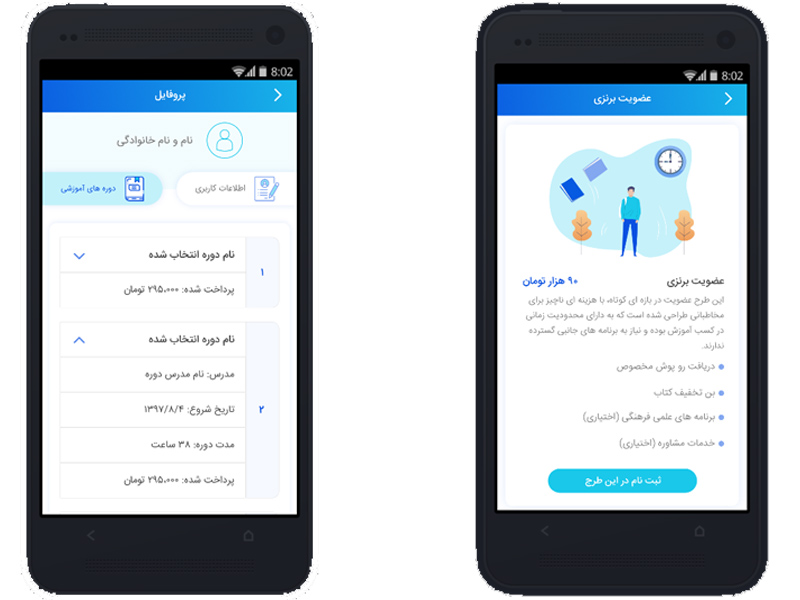 8:02
پروفایل
نام و نام خانوادگی
اطلاعات کاربری
دوره های آموزشی
۱
نام دوره انتخاب شده
پرداخت شده: ۲۹۵،۰۰۰ تومان
۲
نام دوره انتخاب شده
مدرس: نام مدرس دوره
تاریخ شروع: ۱۳۹۷/۸/۴
مدت دوره: ۳۸ ساعت
پرداخت شده: ۲۹۵،۰۰۰ تومان
8:02
عضویت برنزی
عضویت برنزی ۹۰ هزار تومان
این طرح عضویت در بازه ای کوتاه، با هزینه ای ناچیز برای
مخاطبانی طراحی شده است که به دارای محدودیت زمانی
در کسب آموزش بوده و نیاز به برنامه های جانبی گسترده
ندارند.
دریافت رو پوش مخصوص
بن تخفیف کتاب
برنامه های علمی فرهنگی (اختیاری)
خدمات مشاوره (اختیاری)
ثبت نام در این طرح